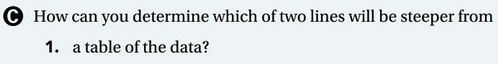 C How can you determine which of two lines will be steeper from
1. a table of the data?